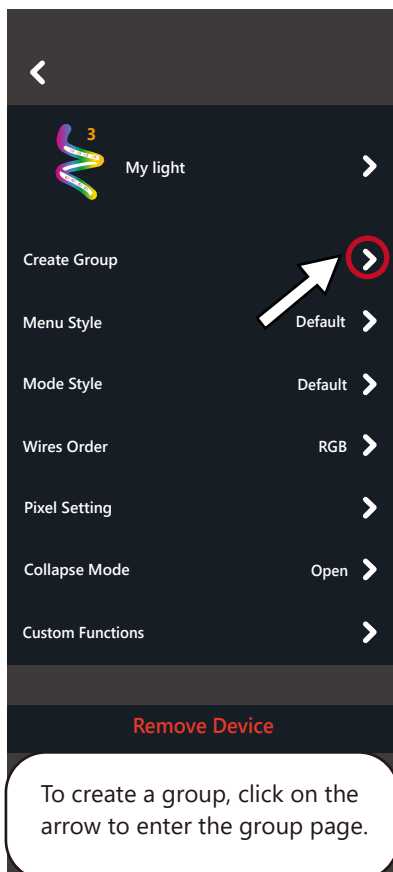 3
My light
Create Group
Menu Style Default
Mode Style Default
Wires Order RGB
Pixel Setting
Collapse Mode Open
Custom Functions
Remove Device
To create a group, click on the
arrow to enter the group page.